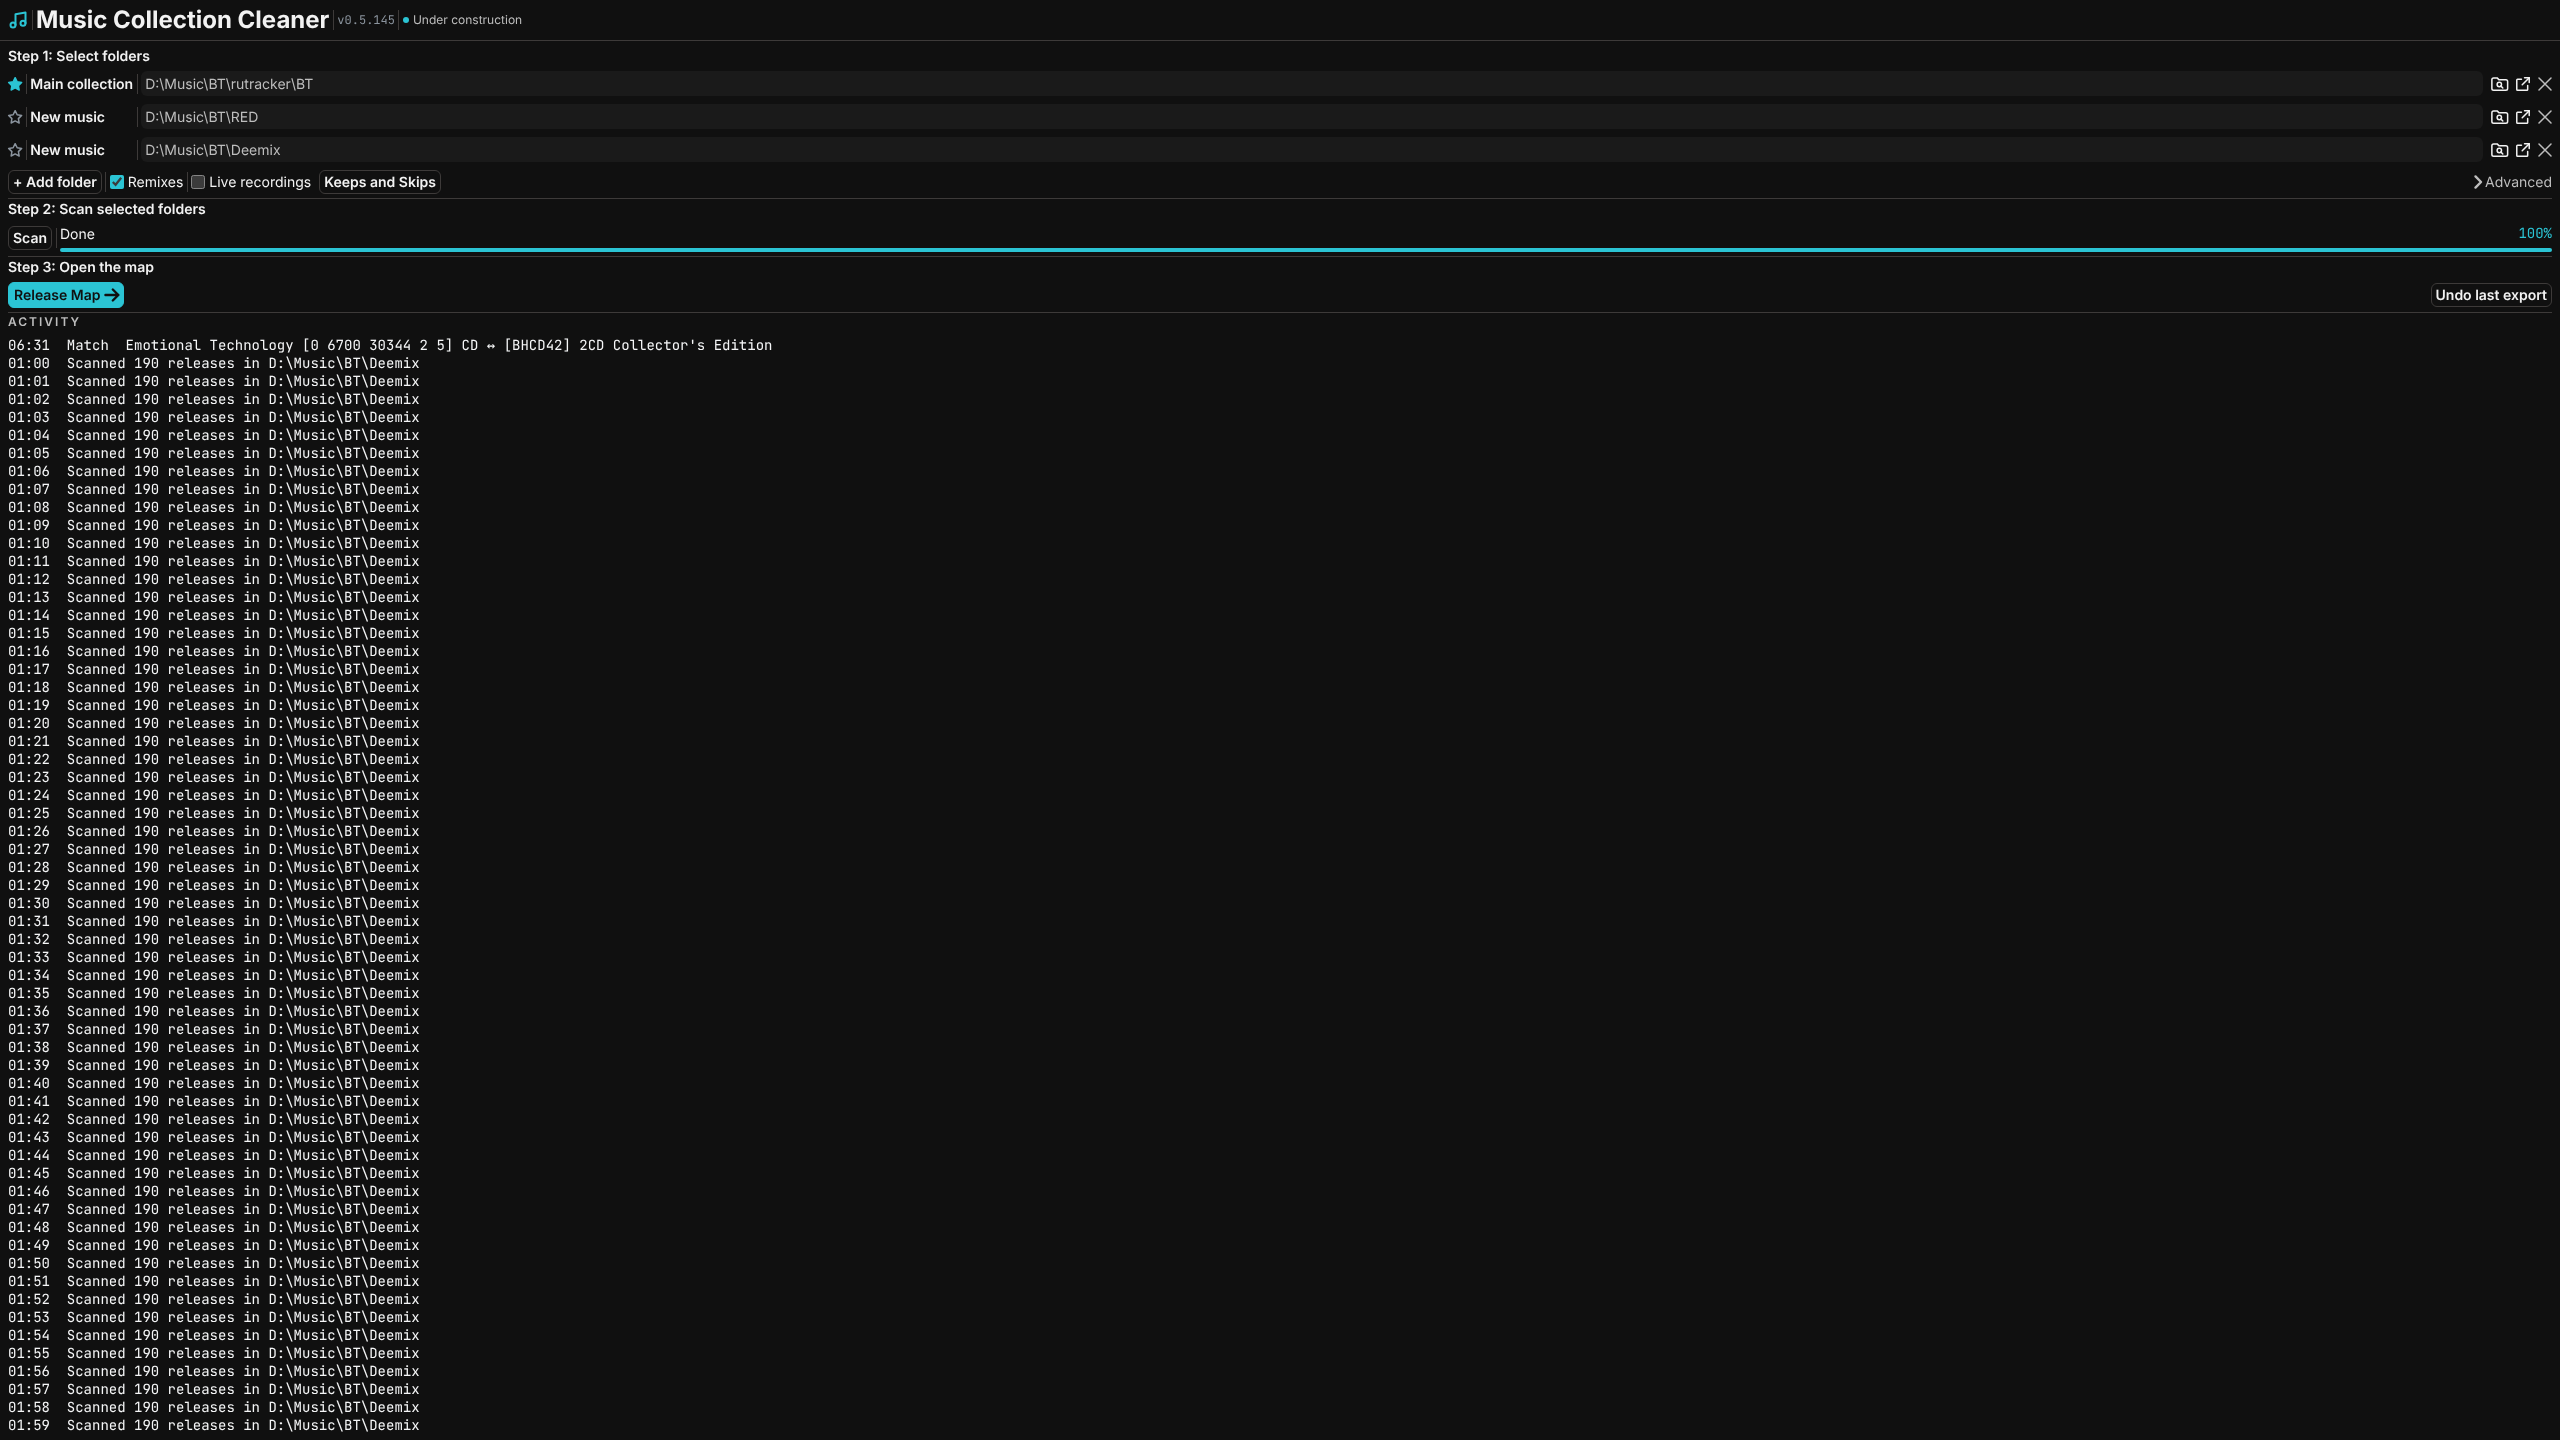 Music Collection Cleaner v0.5.145 Under construction
Step 1: Select folders
Main collection D:\Music\BT\rutracker\BT
New music D:\Music\BT\RED
New music D:\Music\BT\Deemix
+ Add folder Remixes Live recordings Keeps and Skips Advanced
Step 2: Scan selected folders
Scan Done 100%
Step 3: Open the map
Release Map → Undo last export
ACTIVITY
06:31 Match Emotional Technology [0 6700 30344 2 5] CD ↔ [BHCD42] 2CD Collector's Edition
01:00 Scanned 190 releases in D:\Music\BT\Deemix
01:01 Scanned 190 releases in D:\Music\BT\Deemix
01:02 Scanned 190 releases in D:\Music\BT\Deemix
01:03 Scanned 190 releases in D:\Music\BT\Deemix
01:04 Scanned 190 releases in D:\Music\BT\Deemix
01:05 Scanned 190 releases in D:\Music\BT\Deemix
01:06 Scanned 190 releases in D:\Music\BT\Deemix
01:07 Scanned 190 releases in D:\Music\BT\Deemix
01:08 Scanned 190 releases in D:\Music\BT\Deemix
01:09 Scanned 190 releases in D:\Music\BT\Deemix
01:10 Scanned 190 releases in D:\Music\BT\Deemix
01:11 Scanned 190 releases in D:\Music\BT\Deemix
01:12 Scanned 190 releases in D:\Music\BT\Deemix
01:13 Scanned 190 releases in D:\Music\BT\Deemix
01:14 Scanned 190 releases in D:\Music\BT\Deemix
01:15 Scanned 190 releases in D:\Music\BT\Deemix
01:16 Scanned 190 releases in D:\Music\BT\Deemix
01:17 Scanned 190 releases in D:\Music\BT\Deemix
01:18 Scanned 190 releases in D:\Music\BT\Deemix
01:19 Scanned 190 releases in D:\Music\BT\Deemix
01:20 Scanned 190 releases in D:\Music\BT\Deemix
01:21 Scanned 190 releases in D:\Music\BT\Deemix
01:22 Scanned 190 releases in D:\Music\BT\Deemix
01:23 Scanned 190 releases in D:\Music\BT\Deemix
01:24 Scanned 190 releases in D:\Music\BT\Deemix
01:25 Scanned 190 releases in D:\Music\BT\Deemix
01:26 Scanned 190 releases in D:\Music\BT\Deemix
01:27 Scanned 190 releases in D:\Music\BT\Deemix
01:28 Scanned 190 releases in D:\Music\BT\Deemix
01:29 Scanned 190 releases in D:\Music\BT\Deemix
01:30 Scanned 190 releases in D:\Music\BT\Deemix
01:31 Scanned 190 releases in D:\Music\BT\Deemix
01:32 Scanned 190 releases in D:\Music\BT\Deemix
01:33 Scanned 190 releases in D:\Music\BT\Deemix
01:34 Scanned 190 releases in D:\Music\BT\Deemix
01:35 Scanned 190 releases in D:\Music\BT\Deemix
01:36 Scanned 190 releases in D:\Music\BT\Deemix
01:37 Scanned 190 releases in D:\Music\BT\Deemix
01:38 Scanned 190 releases in D:\Music\BT\Deemix
01:39 Scanned 190 releases in D:\Music\BT\Deemix
01:40 Scanned 190 releases in D:\Music\BT\Deemix
01:41 Scanned 190 releases in D:\Music\BT\Deemix
01:42 Scanned 190 releases in D:\Music\BT\Deemix
01:43 Scanned 190 releases in D:\Music\BT\Deemix
01:44 Scanned 190 releases in D:\Music\BT\Deemix
01:45 Scanned 190 releases in D:\Music\BT\Deemix
01:46 Scanned 190 releases in D:\Music\BT\Deemix
01:47 Scanned 190 releases in D:\Music\BT\Deemix
01:48 Scanned 190 releases in D:\Music\BT\Deemix
01:49 Scanned 190 releases in D:\Music\BT\Deemix
01:50 Scanned 190 releases in D:\Music\BT\Deemix
01:51 Scanned 190 releases in D:\Music\BT\Deemix
01:52 Scanned 190 releases in D:\Music\BT\Deemix
01:53 Scanned 190 releases in D:\Music\BT\Deemix
01:54 Scanned 190 releases in D:\Music\BT\Deemix
01:55 Scanned 190 releases in D:\Music\BT\Deemix
01:56 Scanned 190 releases in D:\Music\BT\Deemix
01:57 Scanned 190 releases in D:\Music\BT\Deemix
01:58 Scanned 190 releases in D:\Music\BT\Deemix
01:59 Scanned 190 releases in D:\Music\BT\Deemix